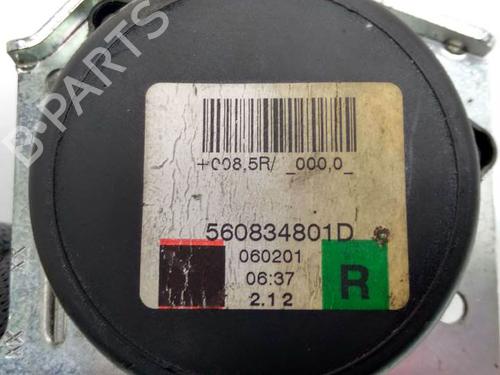 B-PARTS
+008,5R/ _000,0_
560834801D
060201
06:37
2.12
R